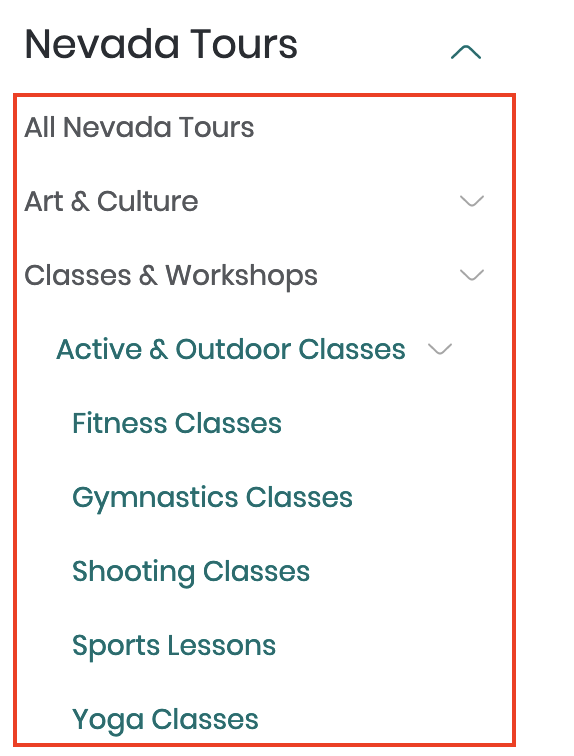 Nevada Tours
All Nevada Tours
Art & Culture
Classes & Workshops
Active & Outdoor Classes
Fitness Classes
Gymnastics Classes
Shooting Classes
Sports Lessons
Yoga Classes